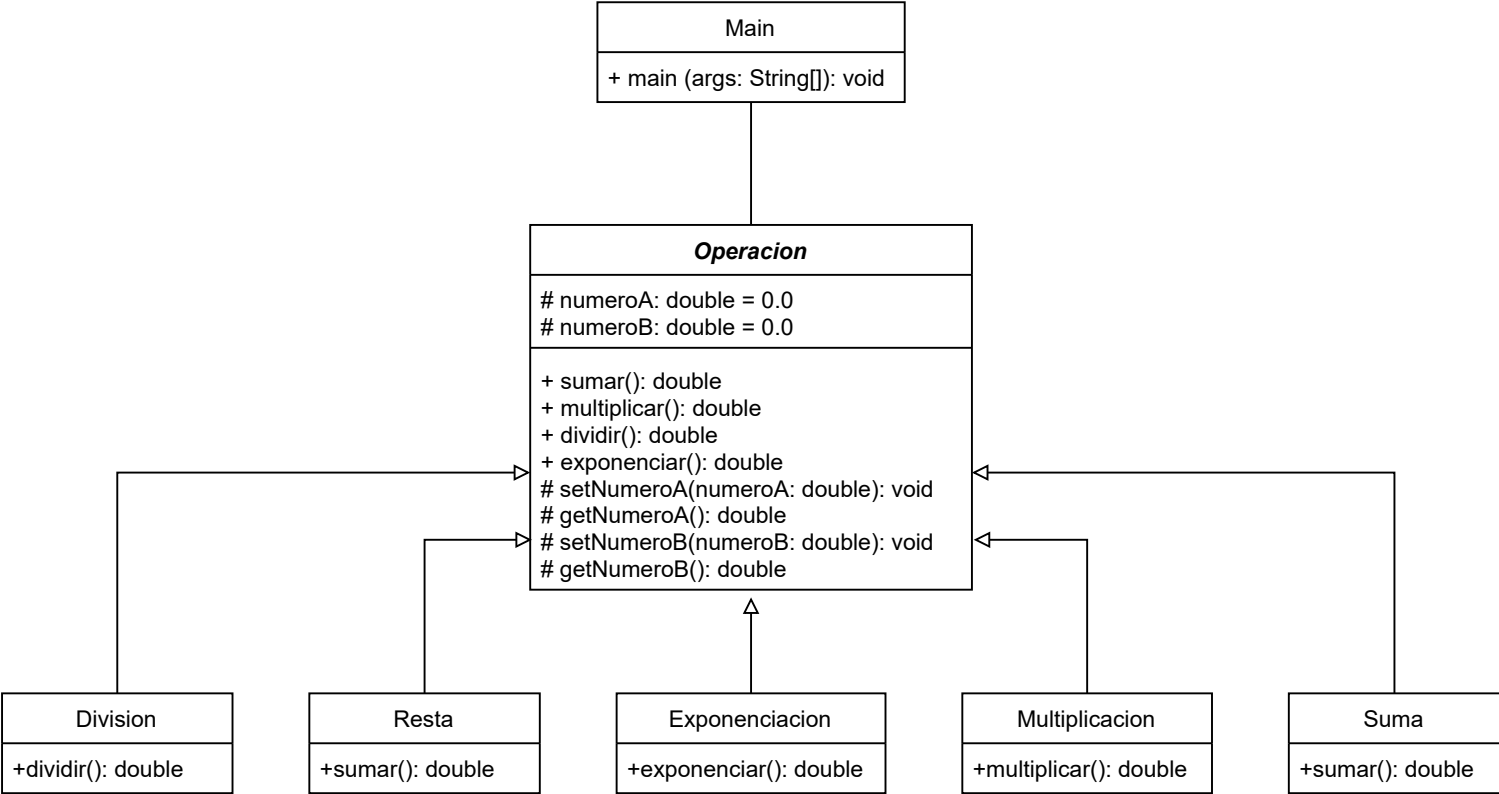 Main
+ main (args: String[]): void
Operacion
# numeroA: double = 0.0
# numeroB: double = 0.0
+ sumar(): double
+ multiplicar(): double
+ dividir(): double
+ exponenciar(): double
# setNumeroA(numeroA: double): void
# getNumeroA(): double
# setNumeroB(numeroB: double): void
# getNumeroB(): double
Division
+dividir(): double
Resta
+sumar(): double
Exponenciacion
+exponenciar(): double
Multiplicacion
+multiplicar(): double
Suma
+sumar(): double